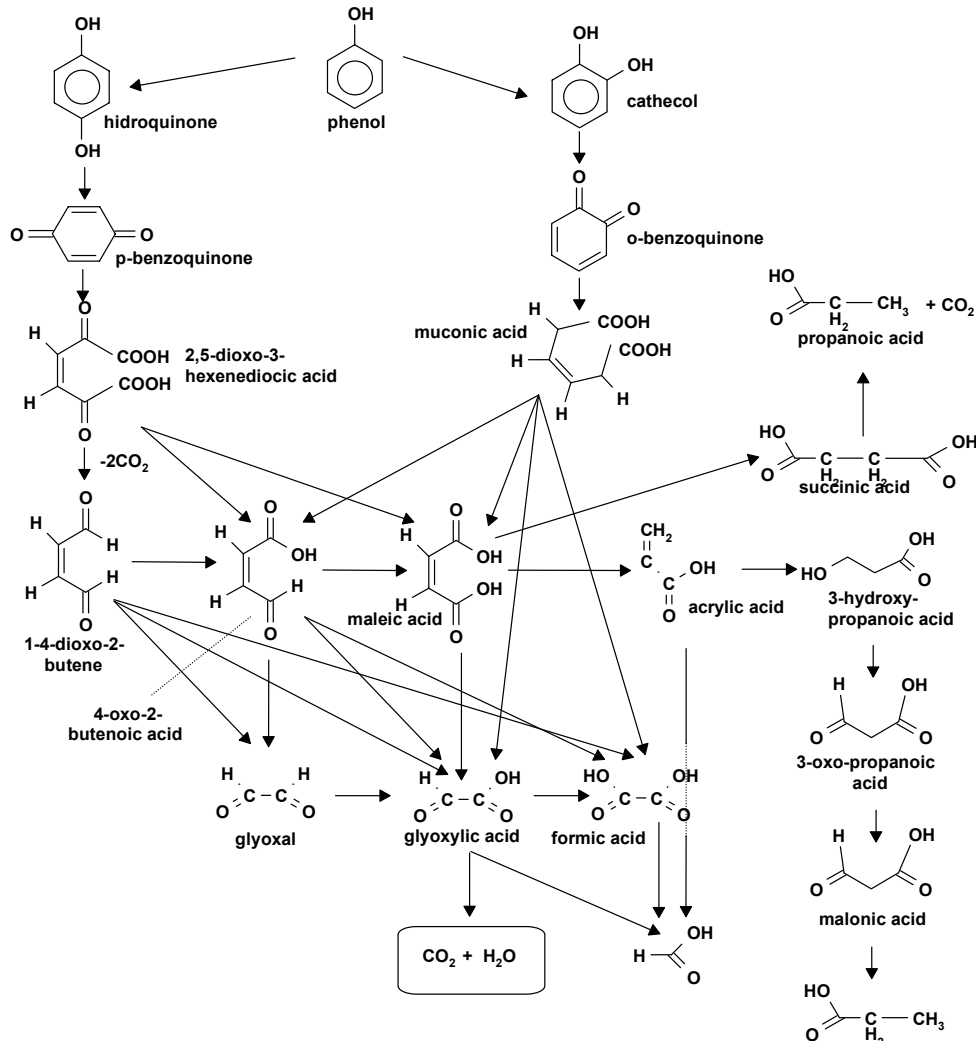 OH
OH
OH
OH
cathecol
hidroquinone
phenol
OH
O
O
O
O
o-benzoquinone
p-benzoquinone
HO
O
C
H2
CH3
+ CO2
propanoic acid
O
H
COOH
COOH
H
O
2,5-dioxo-3-
hexenediocic acid
muconic acid
H
COOH
COOH
H
H
H
-2CO2
HO
O
C
H2
C
H2
OH
O
succinic acid
O
H
H
H
H
O
1-4-dioxo-2-
butene
O
H
OH
H
H
O
4-oxo-2-
butenoic acid
O
H
OH
OH
H
O
maleic acid
CH2
C
C
OH
O
acrylic acid
OH
HO
O
3-hydroxy-
propanoic acid
H
OH
O
O
3-oxo-propanoic
acid
H
H
C
C
O
O
glyoxal
H
OH
C
C
O
O
glyoxylic acid
HO
OH
C
C
O
O
formic acid
H
OH
O
O
malonic acid
CO2 + H2O
OH
H
O
HO
O
C
H2
CH3